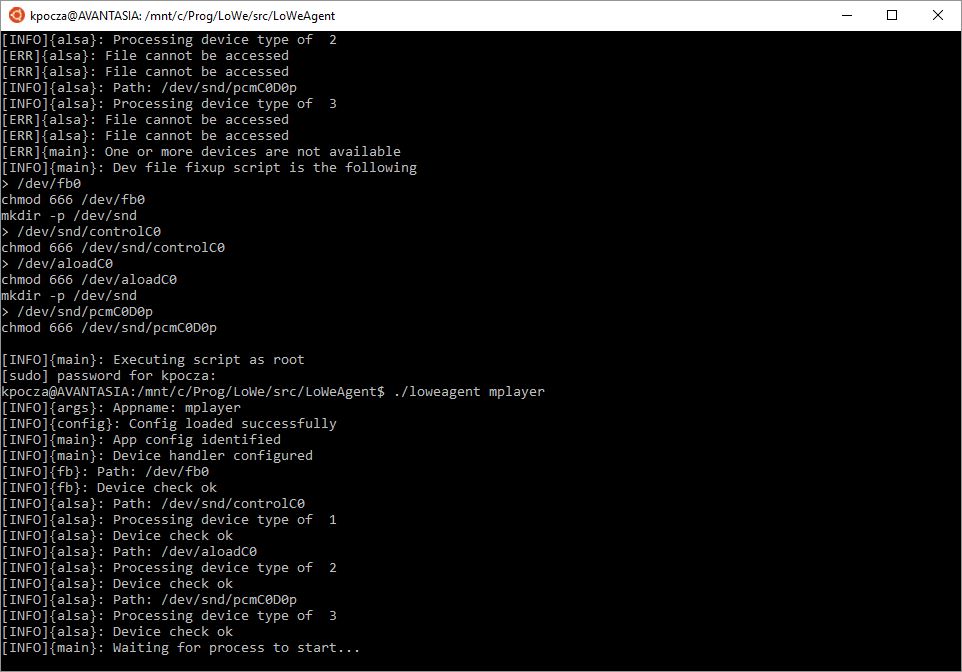 kpocza@AVANTASIA: /mnt/c/Prog/LoWe/src/LoWeAgent
[INFO]{alsa}: Processing device type of  2
[ERR]{alsa}: File cannot be accessed
[ERR]{alsa}: File cannot be accessed
[INFO]{alsa}: Path: /dev/snd/pcmC0D0p
[INFO]{alsa}: Processing device type of  3
[ERR]{alsa}: File cannot be accessed
[ERR]{alsa}: File cannot be accessed
[ERR]{main}: One or more devices are not available
[INFO]{main}: Dev file fixup script is the following
> /dev/fb0
chmod 666 /dev/fb0
mkdir -p /dev/snd
> /dev/snd/controlC0
chmod 666 /dev/snd/controlC0
> /dev/aloadC0
chmod 666 /dev/aloadC0
mkdir -p /dev/snd
> /dev/snd/pcmC0D0p
chmod 666 /dev/snd/pcmC0D0p
[INFO]{main}: Executing script as root
[sudo] password for kpocza:
kpocza@AVANTASIA:/mnt/c/Prog/LoWe/src/LoWeAgent$ ./loweagent mplayer
[INFO]{args}: Appname: mplayer
[INFO]{config}: Config loaded successfully
[INFO]{main}: App config identified
[INFO]{main}: Device handler configured
[INFO]{fb}: Path: /dev/fb0
[INFO]{fb}: Device check ok
[INFO]{alsa}: Path: /dev/snd/controlC0
[INFO]{alsa}: Processing device type of  1
[INFO]{alsa}: Device check ok
[INFO]{alsa}: Path: /dev/aloadC0
[INFO]{alsa}: Processing device type of  2
[INFO]{alsa}: Device check ok
[INFO]{alsa}: Path: /dev/snd/pcmC0D0p
[INFO]{alsa}: Processing device type of  3
[INFO]{alsa}: Device check ok
[INFO]{main}: Waiting for process to start...